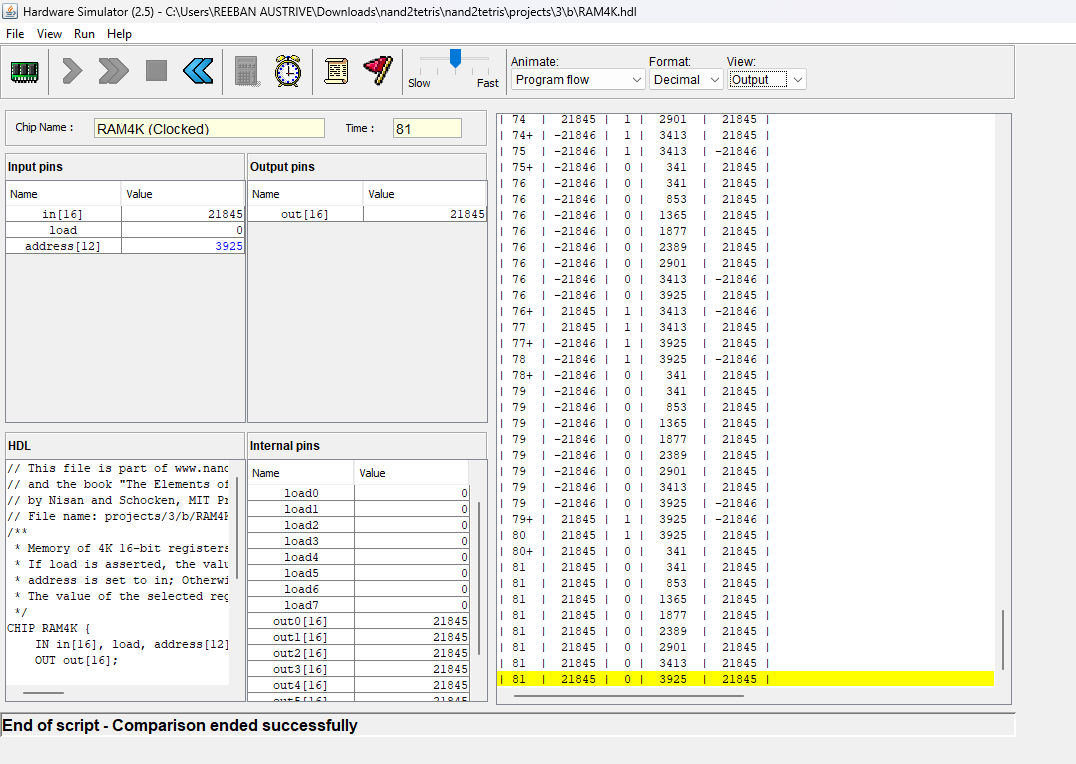 Hardware Simulator (2.5) - C:\Users\REEBAN AUSTRIVE\Downloads\nand2tetris\nand2tetris\projects\3\b\RAM4K.hdl
File View Run Help
Slow Fast
Animate: Format: View:
Program flow Decimal Output
Chip Name : RAM4K (Clocked) Time : 81
Input pins
Name Value
in[16] 21845
load 0
address[12] 3925
Output pins
Name Value
out[16] 21845
HDL
// This file is part of www.nand
// and the book "The Elements of
// by Nisan and Schocken, MIT Pr
// File name: projects/3/b/RAM4K
/**
* Memory of 4K 16-bit registers
* If load is asserted, the valu
* address is set to in; Otherwi
* The value of the selected reg
*/
CHIP RAM4K {
IN in[16], load, address[12]
OUT out[16];
Internal pins
Name Value
load0 0
load1 0
load2 0
load3 0
load4 0
load5 0
load6 0
load7 0
out0[16] 21845
out1[16] 21845
out2[16] 21845
out3[16] 21845
out4[16] 21845
out5[16] 21845
| 74 | 21845 | 1 | 2901 | 21845 |
| 74+ | -21846 | 1 | 3413 | 21845 |
| 75 | -21846 | 1 | 3413 | -21846 |
| 75+ | -21846 | 0 | 341 | 21845 |
| 76 | -21846 | 0 | 341 | 21845 |
| 76 | -21846 | 0 | 853 | 21845 |
| 76 | -21846 | 0 | 1365 | 21845 |
| 76 | -21846 | 0 | 1877 | 21845 |
| 76 | -21846 | 0 | 2389 | 21845 |
| 76 | -21846 | 0 | 2901 | 21845 |
| 76 | -21846 | 0 | 3413 | -21846 |
| 76 | -21846 | 0 | 3925 | 21845 |
| 76+ | 21845 | 1 | 3413 | -21846 |
| 77 | 21845 | 1 | 3413 | 21845 |
| 77+ | -21846 | 1 | 3925 | 21845 |
| 78 | -21846 | 1 | 3925 | -21846 |
| 78+ | -21846 | 0 | 341 | 21845 |
| 79 | -21846 | 0 | 341 | 21845 |
| 79 | -21846 | 0 | 853 | 21845 |
| 79 | -21846 | 0 | 1365 | 21845 |
| 79 | -21846 | 0 | 1877 | 21845 |
| 79 | -21846 | 0 | 2389 | 21845 |
| 79 | -21846 | 0 | 2901 | 21845 |
| 79 | -21846 | 0 | 3413 | 21845 |
| 79 | -21846 | 0 | 3925 | -21846 |
| 79+ | 21845 | 1 | 3925 | -21846 |
| 80 | 21845 | 1 | 3925 | 21845 |
| 80+ | 21845 | 0 | 341 | 21845 |
| 81 | 21845 | 0 | 341 | 21845 |
| 81 | 21845 | 0 | 853 | 21845 |
| 81 | 21845 | 0 | 1365 | 21845 |
| 81 | 21845 | 0 | 1877 | 21845 |
| 81 | 21845 | 0 | 2389 | 21845 |
| 81 | 21845 | 0 | 2901 | 21845 |
| 81 | 21845 | 0 | 3413 | 21845 |
| 81 | 21845 | 0 | 3925 | 21845 |
End of script - Comparison ended successfully